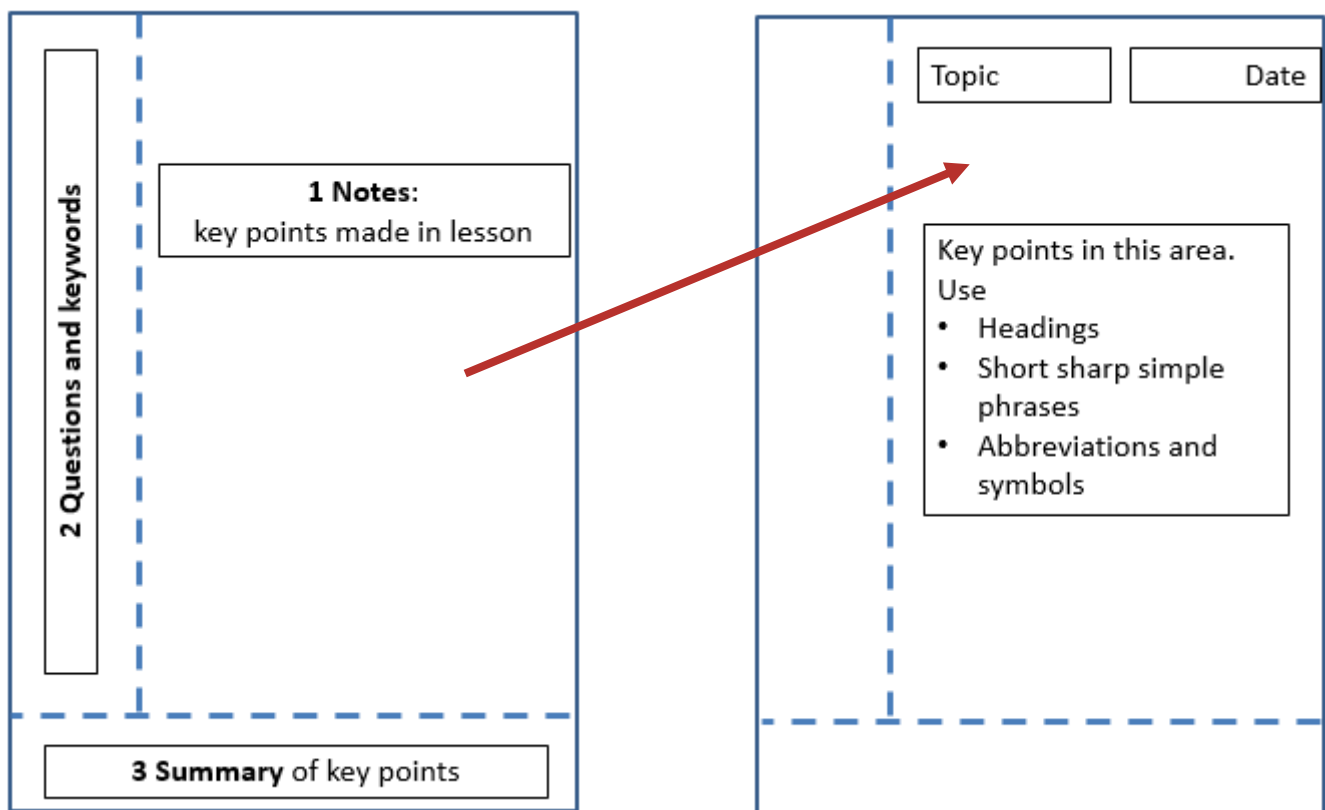 2 Questions and keywords
1 Notes:
key points made in lesson
3 Summary of key points
Topic
Date
Key points in this area.
Use
• Headings
• Short sharp simple
phrases
• Abbreviations and
symbols